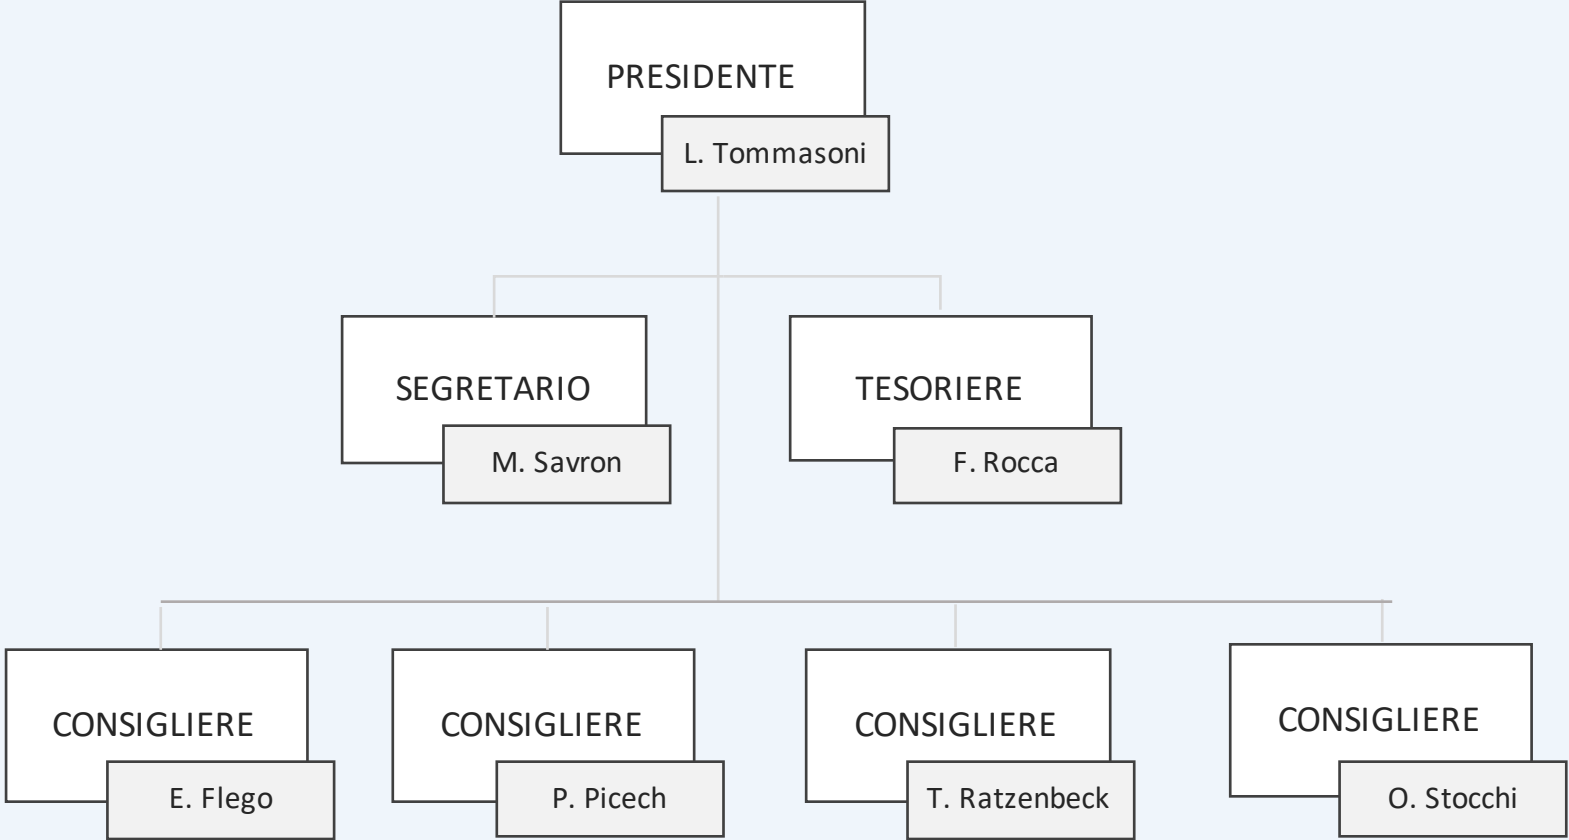 PRESIDENTE
L. Tommasoni
SEGRETARIO
M. Savron
TESORIERE
F. Rocca
CONSIGLIERE
E. Flego
CONSIGLIERE
P. Picech
CONSIGLIERE
T. Ratzenbeck
CONSIGLIERE
O. Stocchi